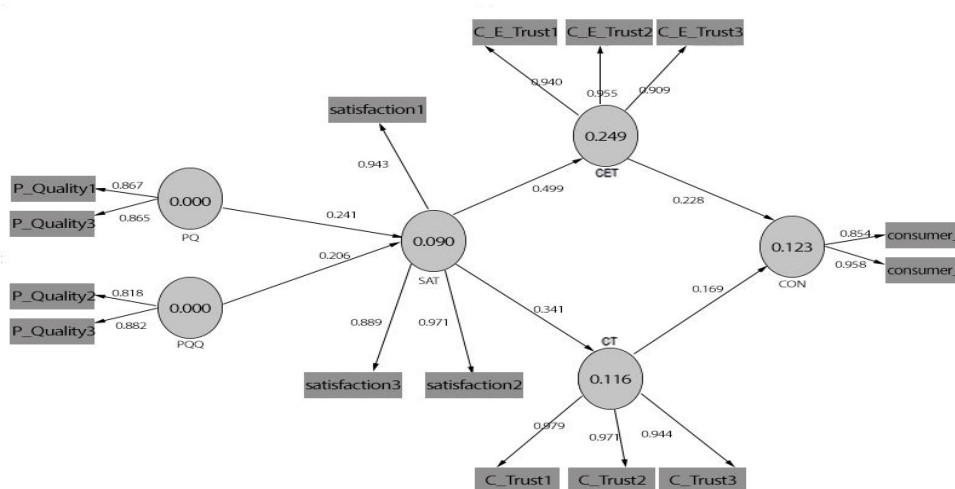 C_E_Trust1
C_E_Trust2
C_E_Trust3
0.940
0.955
0.909
satisfaction1
0.249
CET
0.943
P_Quality1
0.867
0.000
0.499
0.228
P_Quality3
0.865
PQ
0.241
0.090
SAT
0.123
CON
0.854
consumer_
0.958
consumer_
0.206
P_Quality2
0.818
0.000
0.169
P_Quality3
0.882
PQQ
0.889
0.971
0.341
CT
0.116
satisfaction3
satisfaction2
0.979
0.971
0.944
C_Trust1
C_Trust2
C_Trust3